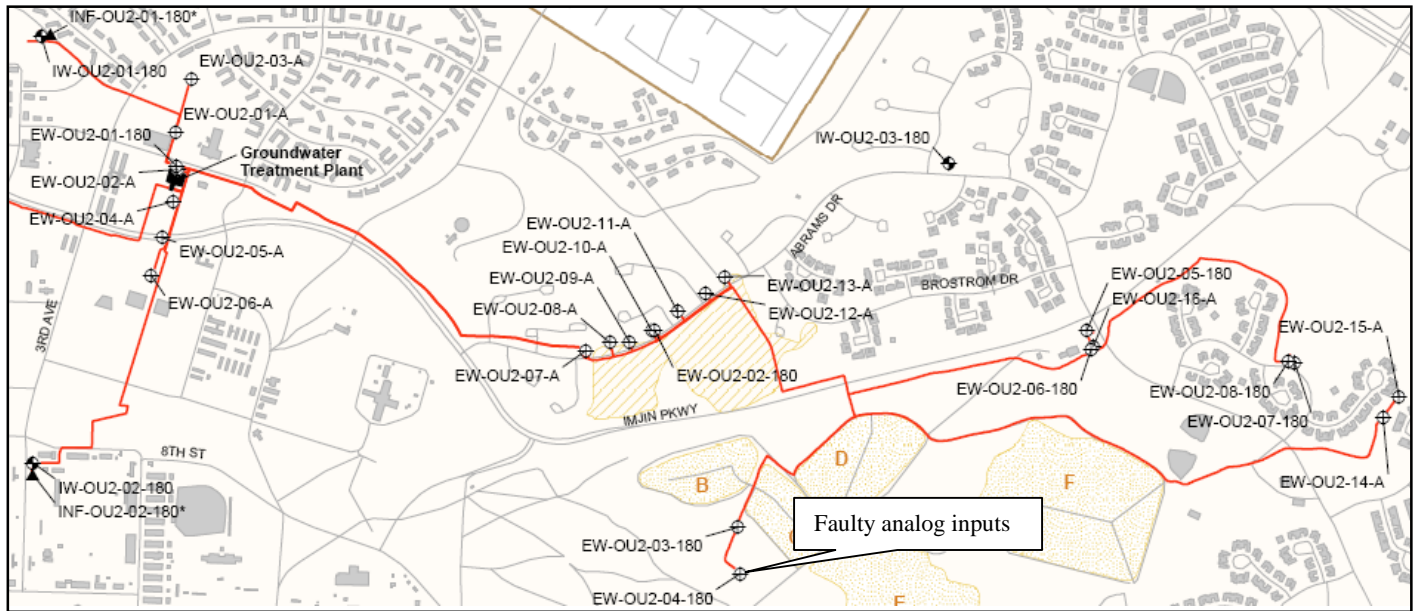 INF-OU2-01-180*
IW-OU2-01-180
EW-OU2-03-A
EW-OU2-01-A
EW-OU2-01-180
Groundwater
Treatment Plant
EW-OU2-02-A
EW-OU2-04-A
EW-OU2-05-A
EW-OU2-06-A
3RD AVE
8TH ST
IW-OU2-02-180
INF-OU2-02-180*
IW-OU2-03-180
ABRAMS DR
BROSTROM DR
EW-OU2-11-A
EW-OU2-10-A
EW-OU2-09-A
EW-OU2-08-A
EW-OU2-07-A
EW-OU2-13-A
EW-OU2-12-A
EW-OU2-02-180
IMJIN PKWY
EW-OU2-05-180
EW-OU2-16-A
EW-OU2-15-A
EW-OU2-06-180
EW-OU2-08-180
EW-OU2-07-180
EW-OU2-14-A
B
D
F
Faulty analog inputs
EW-OU2-03-180
EW-OU2-04-180